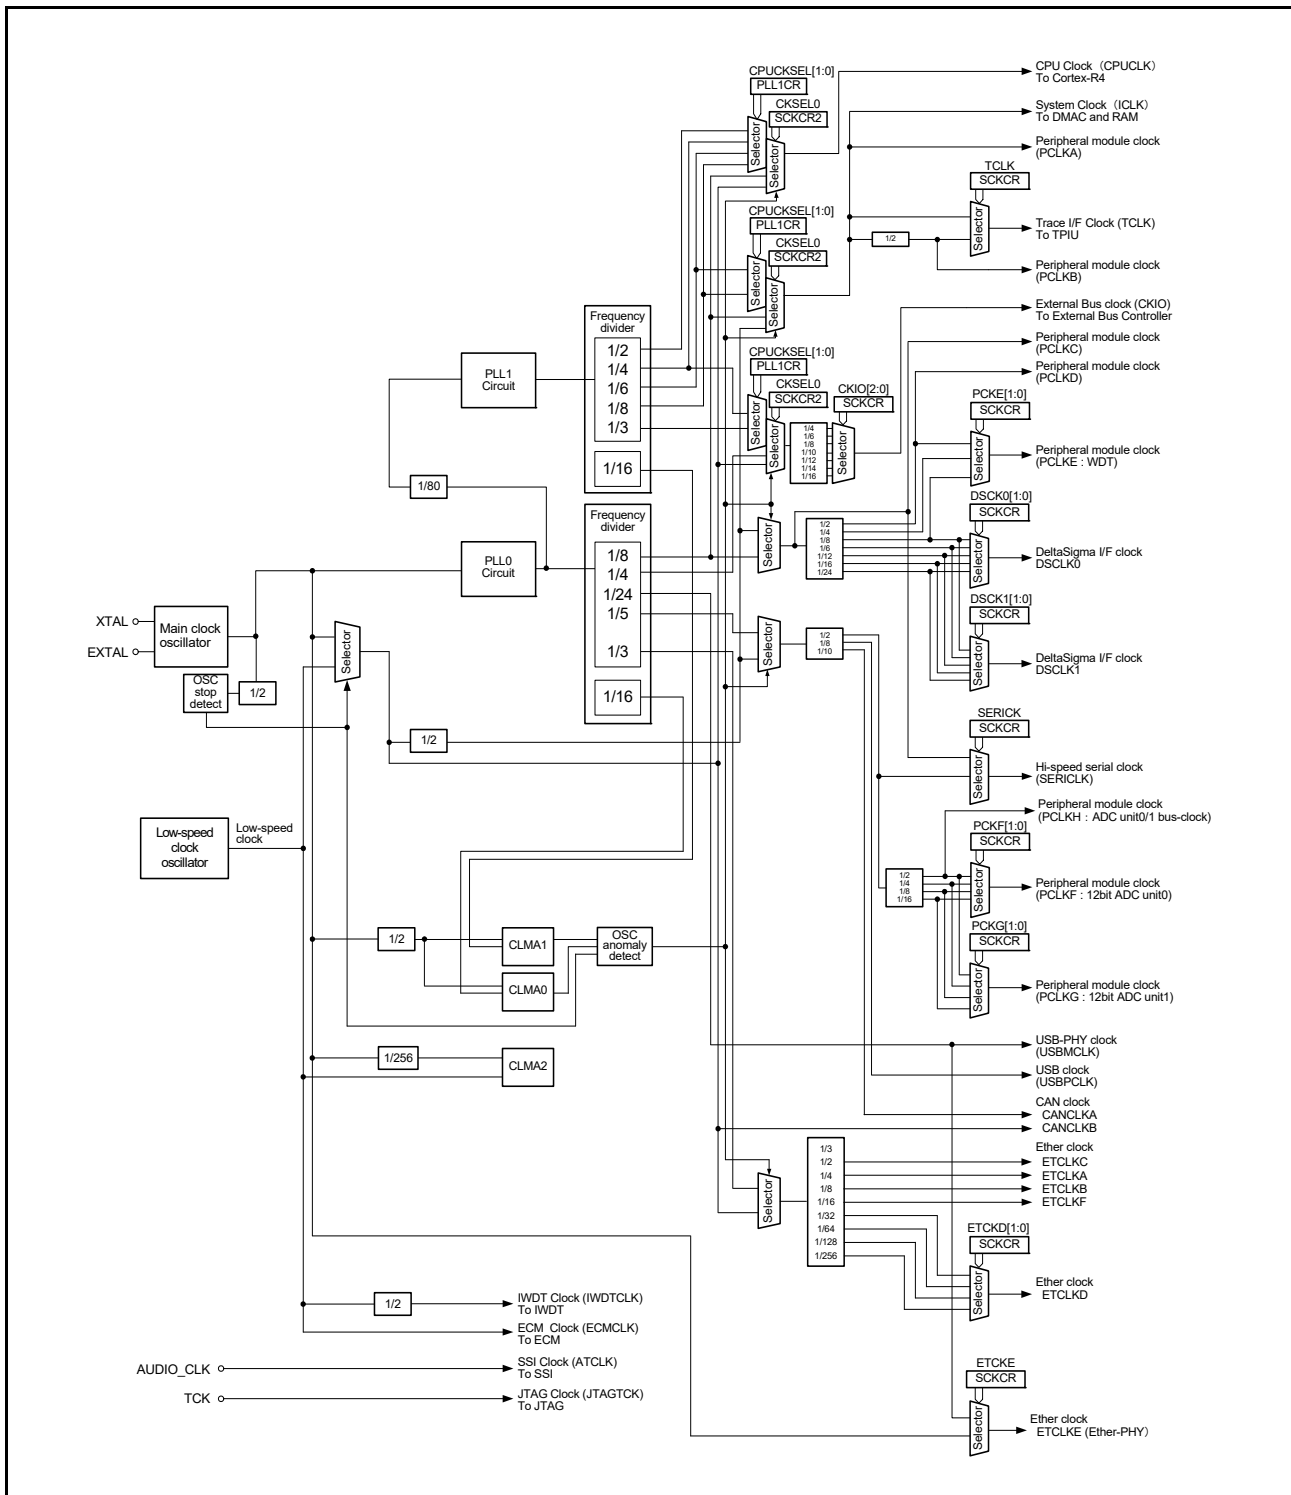 CPUCKSEL[1:0]
PLL1CR
CKSEL0
SCKCR2
Selector
Selector
CPU Clock (CPUCLK)
To Cortex-R4
System Clock (ICLK)
To DMAC and RAM
Peripheral module clock
(PCLKA)
TCLK
SCKCR
Selector
CPUCKSEL[1:0]
PLL1CR
CKSEL0
SCKCR2
Selector
Selector
1/2
Trace I/F Clock (TCLK)
To TPIU
Peripheral module clock
(PCLKB)
External Bus clock (CKIO)
To External Bus Controller
Peripheral module clock
(PCLKC)
Peripheral module clock
(PCLKD)
Frequency
divider
1/2
1/4
1/6
1/8
1/3
1/16
PLL1
Circuit
CPUCKSEL[1:0]
PLL1CR
CKSEL0
SCKCR2
Selector
Selector
CKIO[2:0]
SCKCR
1/4
1/6
1/8
1/10
1/12
1/14
1/16
Selector
PCKE[1:0]
SCKCR
Selector
Peripheral module clock
(PCLKE : WDT)
1/80
Frequency
divider
1/8
1/4
1/24
1/5
1/3
1/16
PLL0
Circuit
Selector
1/2
1/4
1/8
1/6
1/12
1/16
1/24
DSCK0[1:0]
SCKCR
Selector
DeltaSigma I/F clock
DSCLK0
DSCK1[1:0]
SCKCR
Selector
DeltaSigma I/F clock
DSCLK1
XTAL
EXTAL
Main clock
oscillator
OSC
stop
detect
1/2
Selector
1/2
Selector
1/2
1/8
1/10
SERICK
SCKCR
Selector
Hi-speed serial clock
(SERICLK)
Peripheral module clock
(PCLKH : ADC unit0/1 bus-clock)
Low-speed
clock
oscillator
Low-speed
clock
PCKF[1:0]
SCKCR
1/2
1/4
1/8
1/16
Selector
Peripheral module clock
(PCLKF : 12bit ADC unit0)
PCKG[1:0]
SCKCR
Selector
Peripheral module clock
(PCLKG : 12bit ADC unit1)
1/2
CLMA1
CLMA0
OSC
anomaly
detect
1/256
CLMA2
USB-PHY clock
(USBMCLK)
USB clock
(USBPCLK)
CAN clock
CANCLKA
CANCLKB
Selector
1/3
1/2
1/4
1/8
1/16
1/32
1/64
1/128
1/256
Ether clock
ETCLKC
ETCLKA
ETCLKB
ETCLKF
ETCKD[1:0]
SCKCR
Selector
Ether clock
ETCLKD
1/2
IWDT Clock (IWDTCLK)
To IWDT
ECM Clock (ECMCLK)
To ECM
AUDIO_CLK
SSI Clock (ATCLK)
To SSI
TCK
JTAG Clock (JTAGTCK)
To JTAG
ETCKE
SCKCR
Selector
Ether clock
ETCLKE (Ether-PHY)